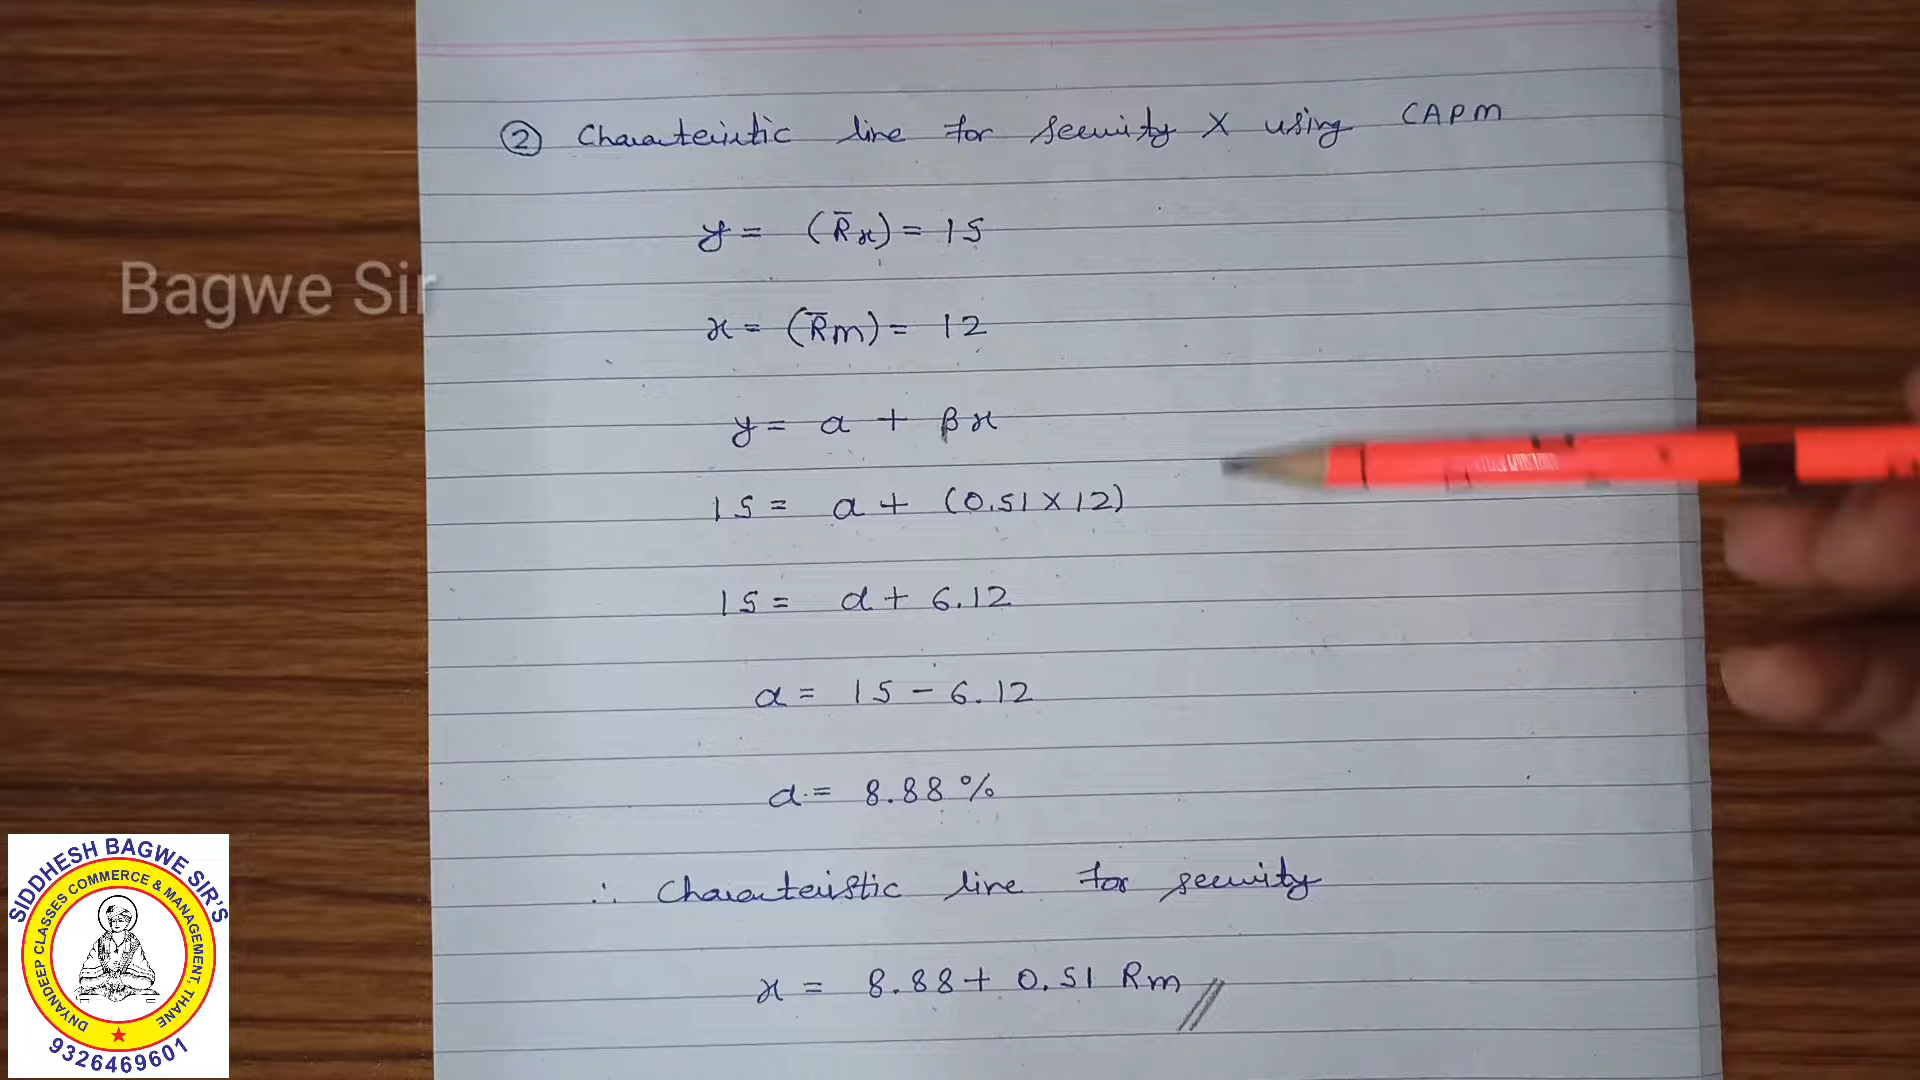 ② Characteristic line for security X using CAPM
y = (R̄x) = 15
Bagwe Sir
x = (R̄m) = 12
y = α + βx
15 = α + (0.51 × 12)
15 = α + 6.12
α = 15 - 6.12
α = 8.88 %
∴ Characteristic line for security
x = 8.88 + 0.51 Rm //
SIDDHESH BAGWE SIR'S
DNYANDEEP CLASSES COMMERCE & MANAGEMENT, THANE
9326469601